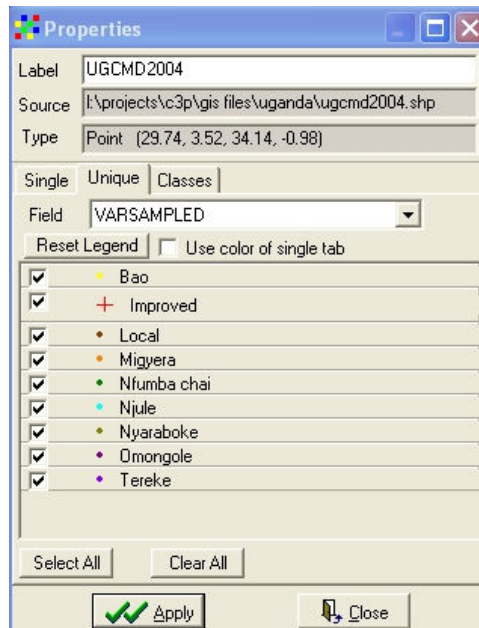 Properties
Label UGCMD2004
Source I:\projects\c3p\gis files\uganda\ugcmd2004.shp
Type Point (29.74, 3.52, 34.14, -0.98)
Single Unique Classes
Field VARSAMPLED
Reset Legend Use color of single tab
Bao
Improved
Local
Migyera
Nfumba chai
Njule
Nyaraboke
Omongole
Tereke
Select All Clear All
Apply Close